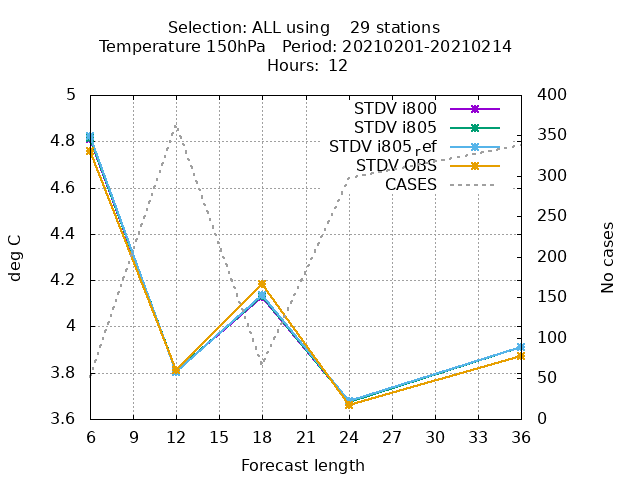 Selection: ALL using    29 stations
Temperature 150hPa   Period: 20210201-20210214
Hours:  12
5 400
STDV i800
STDV i805
STDV i805ref
STDV OBS
CASES
4.8 350
4.6 300
4.4 250
4.2 200
4 150
3.8 100
3.6 50
0
deg C
No cases
6 9 12 15 18 21 24 27 30 33 36
Forecast length